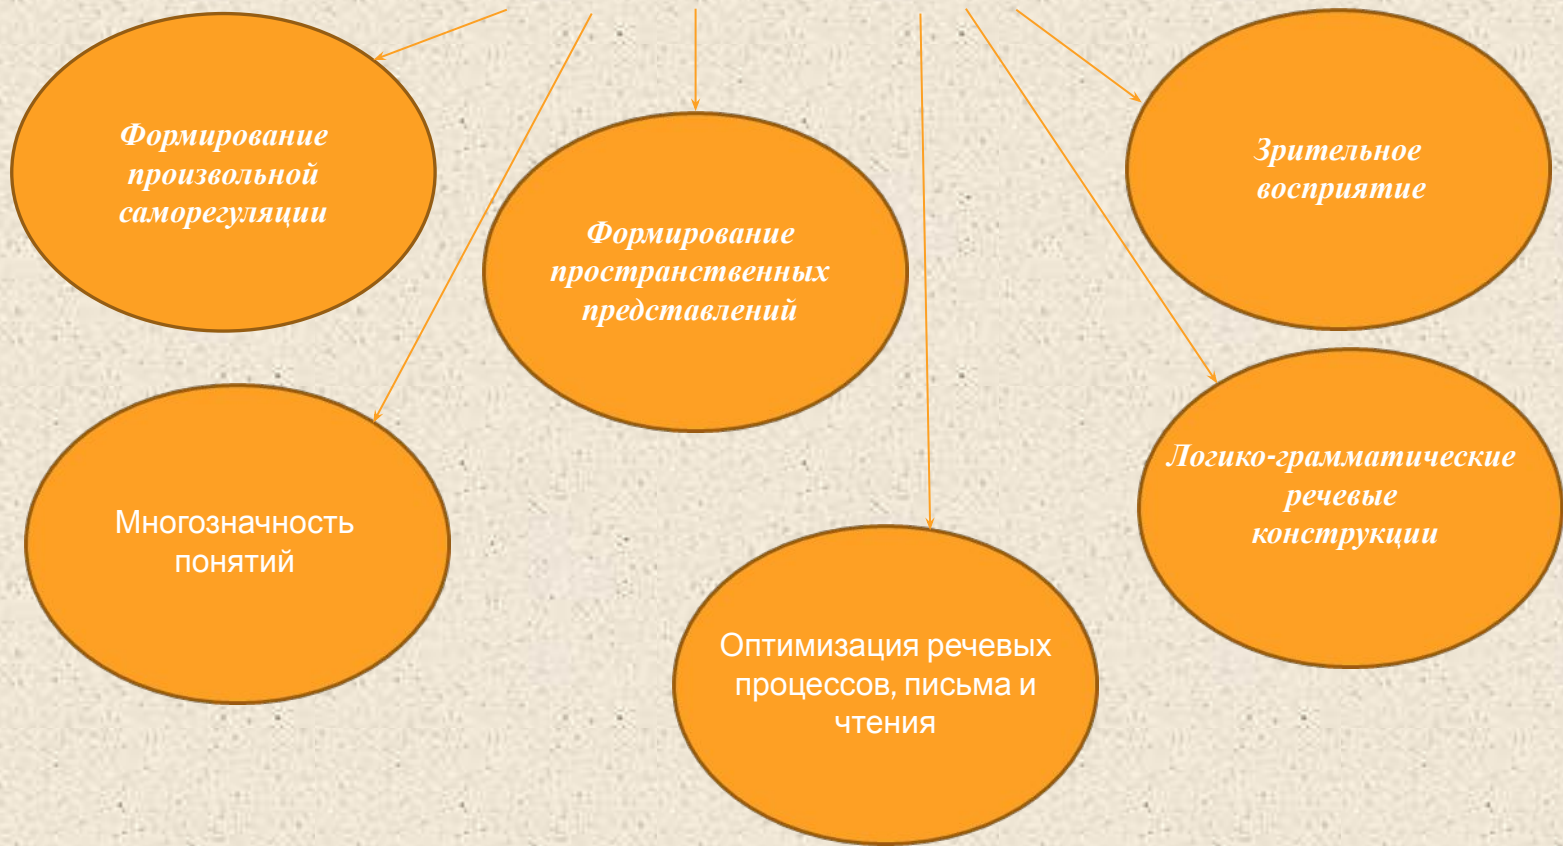 Формирование
произвольной
саморегуляции
Формирование
пространственных
представлений
Зрительное
восприятие
Многозначность
понятий
Логико-грамматические
речевые
конструкции
Оптимизация речевых
процессов, письма и
чтения